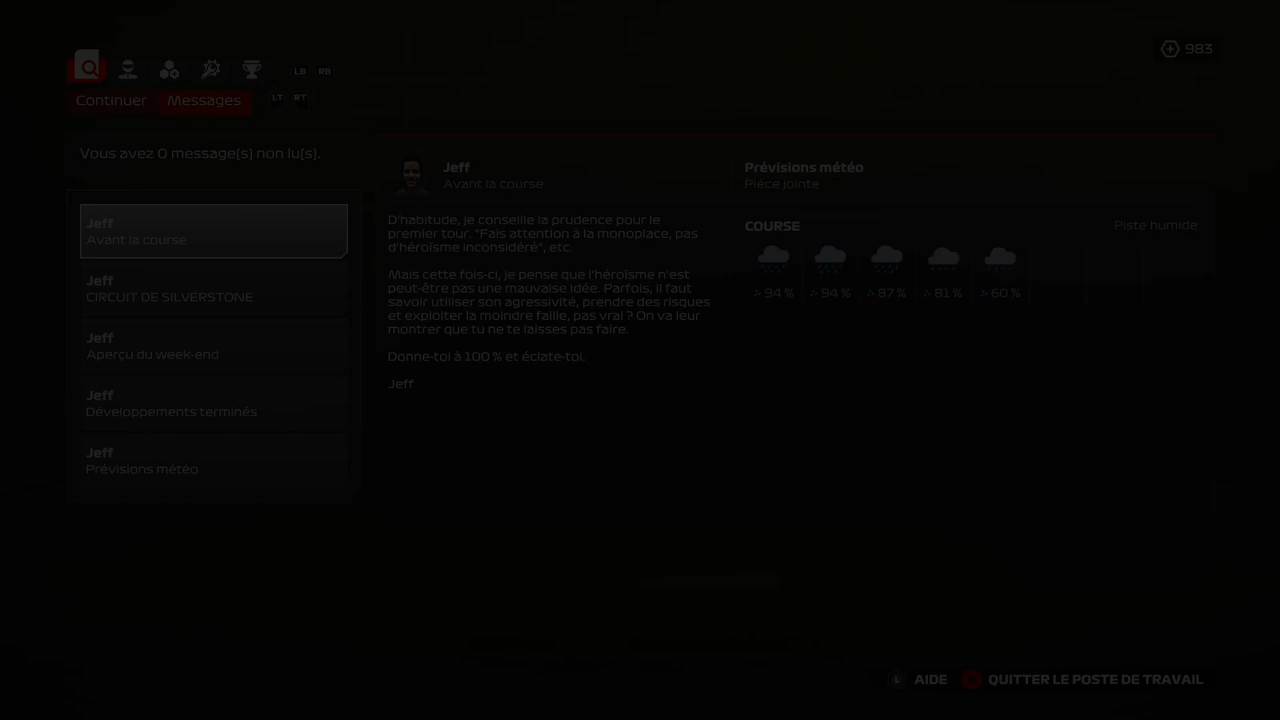 983
LB RB
Continuer Messages LT RT
Vous avez 0 message(s) non lu(s).
Jeff
Avant la course
Jeff
CIRCUIT DE SILVERSTONE
Jeff
Aperçu du week-end
Jeff
Développements terminés
Jeff
Prévisions météo
Jeff
Avant la course
D'habitude, je conseille la prudence pour le
premier tour. "Fais attention à la monoplace, pas
d'héroïsme inconsidéré", etc.
Mais cette fois-ci, je pense que l'héroïsme n'est
peut-être pas une mauvaise idée. Parfois, il faut
savoir utiliser son agressivité, prendre des risques
et exploiter la moindre faille, pas vrai ? On va leur
montrer que tu ne te laisses pas faire.
Donne-toi à 100 % et éclate-toi.
Jeff
Prévisions météo
Pièce jointe
COURSE Piste humide
94 % 94 % 87 % 81 % 60 %
L AIDE QUITTER LE POSTE DE TRAVAIL